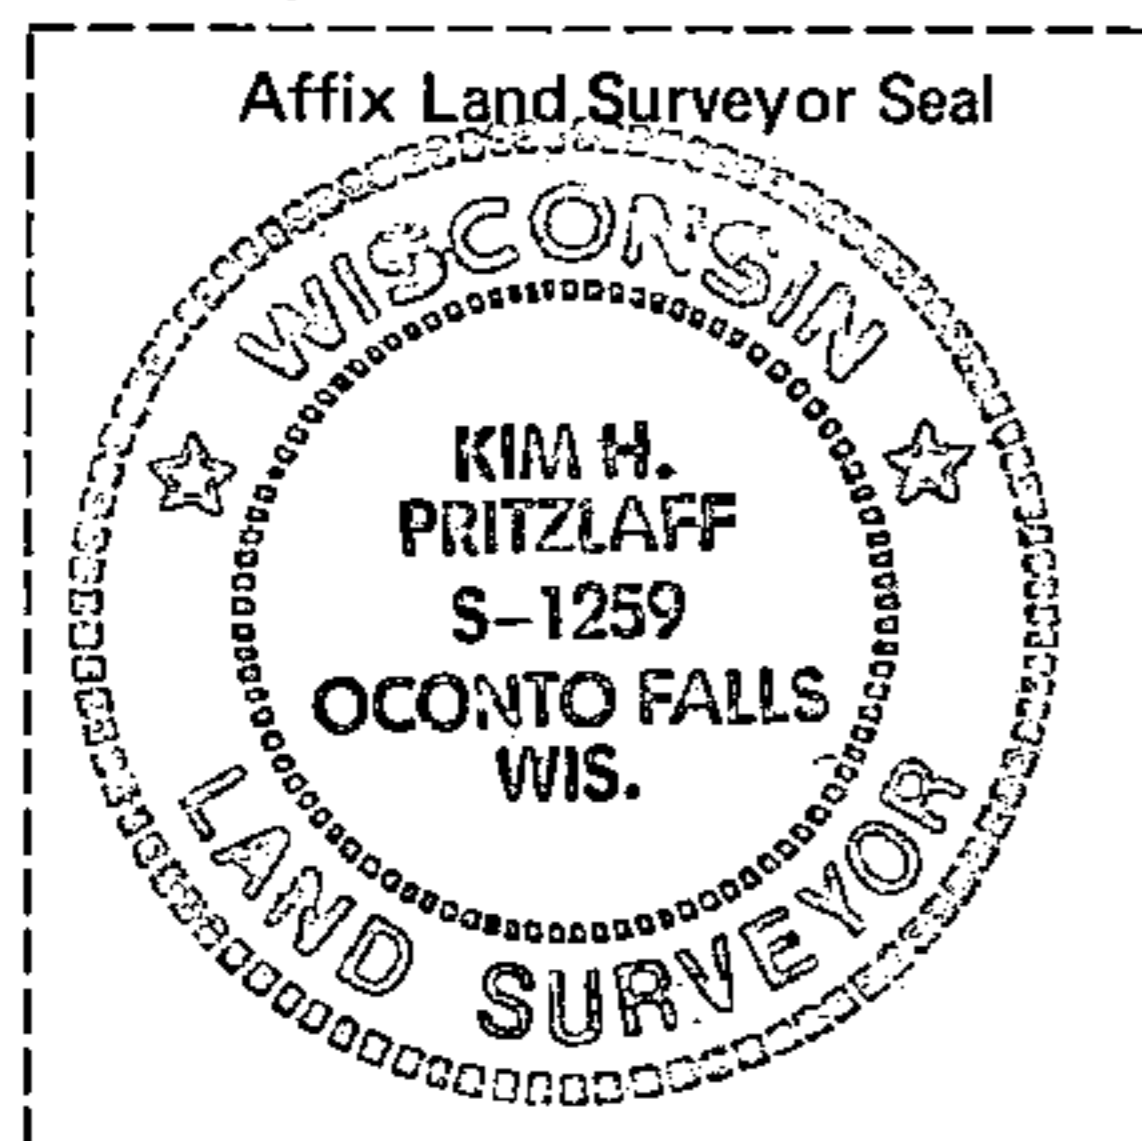 Affix Land Surveyor Seal
WISCONSIN
KIM H.
PRITZLAFF
S-1259
OCONTO FALLS
WIS.
LAND SURVEYOR